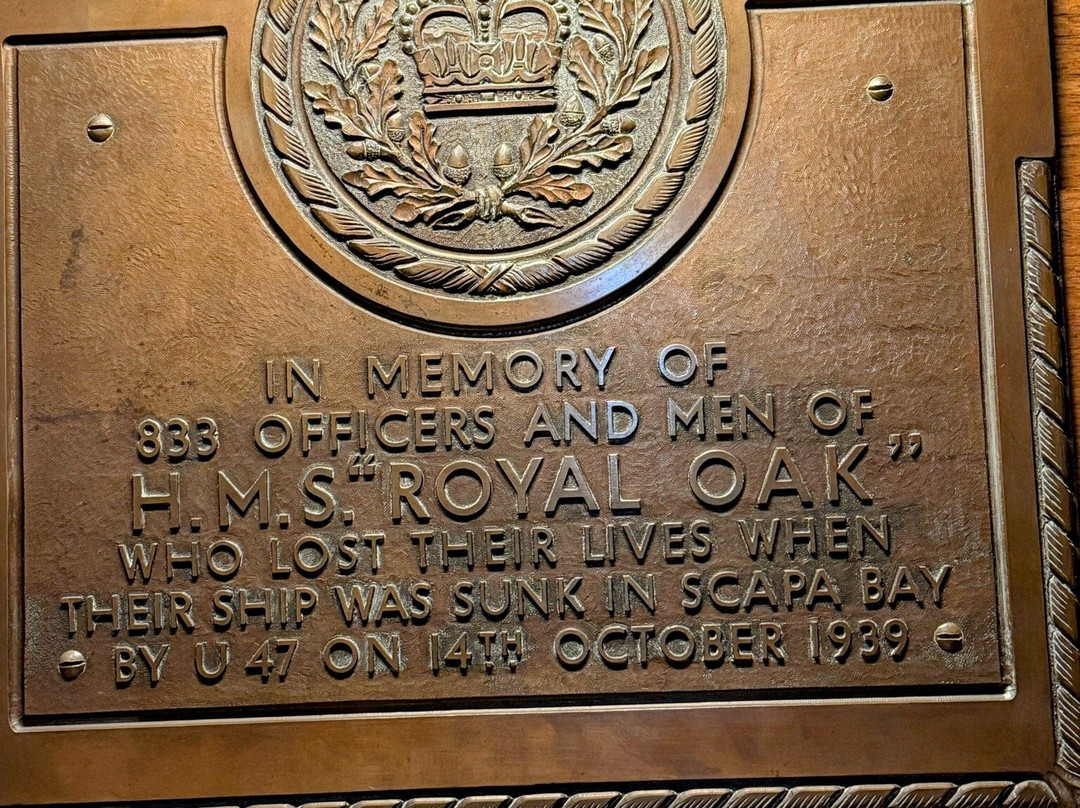 IN MEMORY OF
833 OFFICERS AND MEN OF
H.M.S. “ROYAL OAK”
WHO LOST THEIR LIVES WHEN
THEIR SHIP WAS SUNK IN SCAPA BAY
BY U 47 ON 14TH OCTOBER 1939